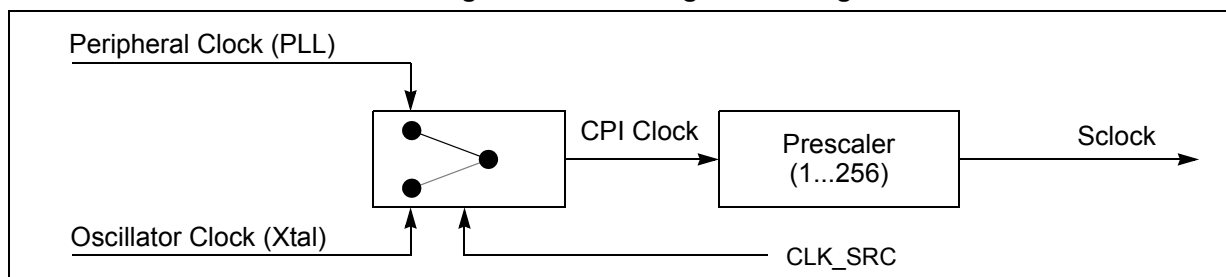 Peripheral Clock (PLL)
CPI Clock
Prescaler
(1...256)
Sclock
Oscillator Clock (Xtal)
CLK_SRC